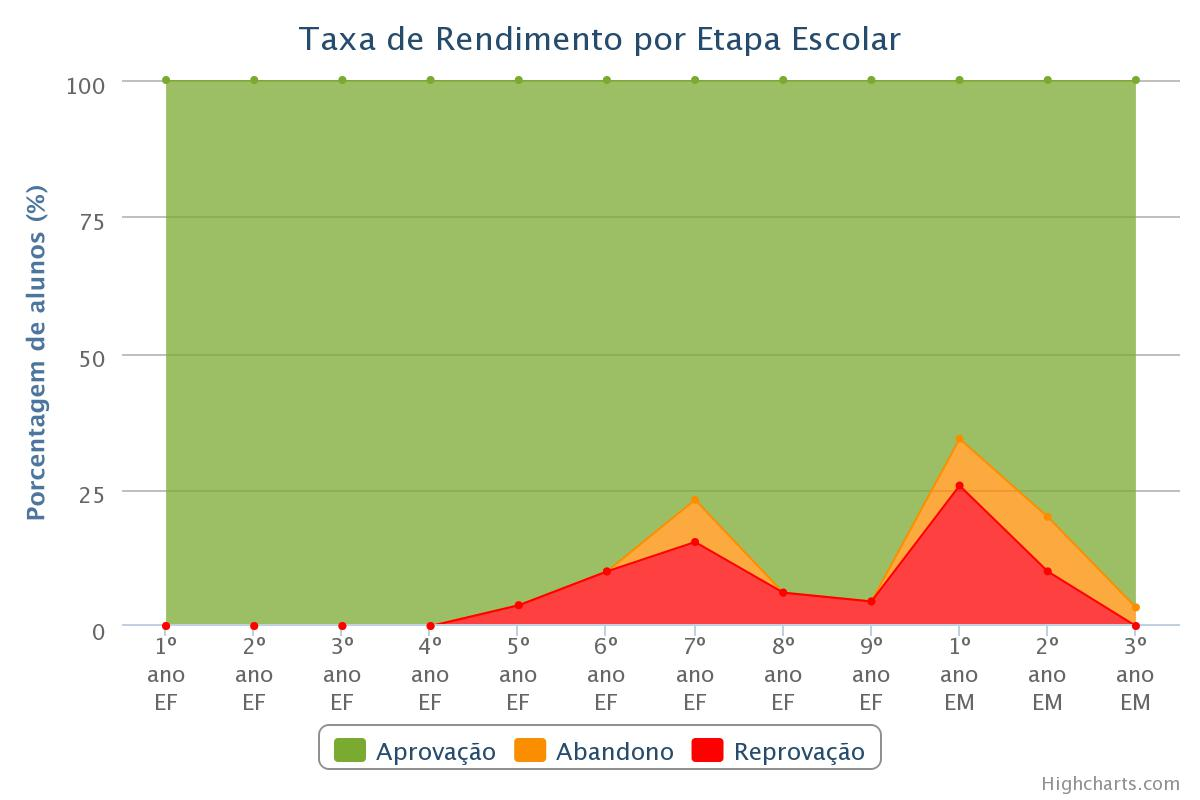 Taxa de Rendimento por Etapa Escolar
Porcentagem de alunos (%)
100
75
50
25
0
1º ano EF
2º ano EF
3º ano EF
4º ano EF
5º ano EF
6º ano EF
7º ano EF
8º ano EF
9º ano EF
1º ano EM
2º ano EM
3º ano EM
Aprovação Abandono Reprovação
Highcharts.com